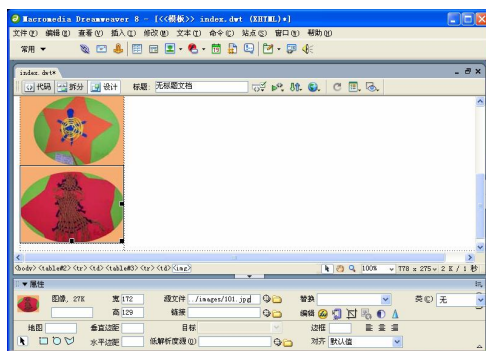 Macromedia Dreamweaver 8 - [<<模板>> index.dwt (XHTML)*]
文件(F) 编辑(E) 查看(V) 插入(I) 修改(M) 文本(T) 命令(C) 站点(S) 窗口(W) 帮助(H)
常用
index.dwt*
代码 拆分 设计 标题: 无标题文档
<body> <table#2> <tr> <td> <table#3> <tr> <td> <img> 100% 778 x 275 2 K / 1 秒
属性
图像, 27K 宽 172 源文件 ../images/101.jpg 替换 类(C) 无
高 129 链接 编辑
地图 垂直边距 目标 边框
水平边距 低解析度源(O) 对齐 默认值